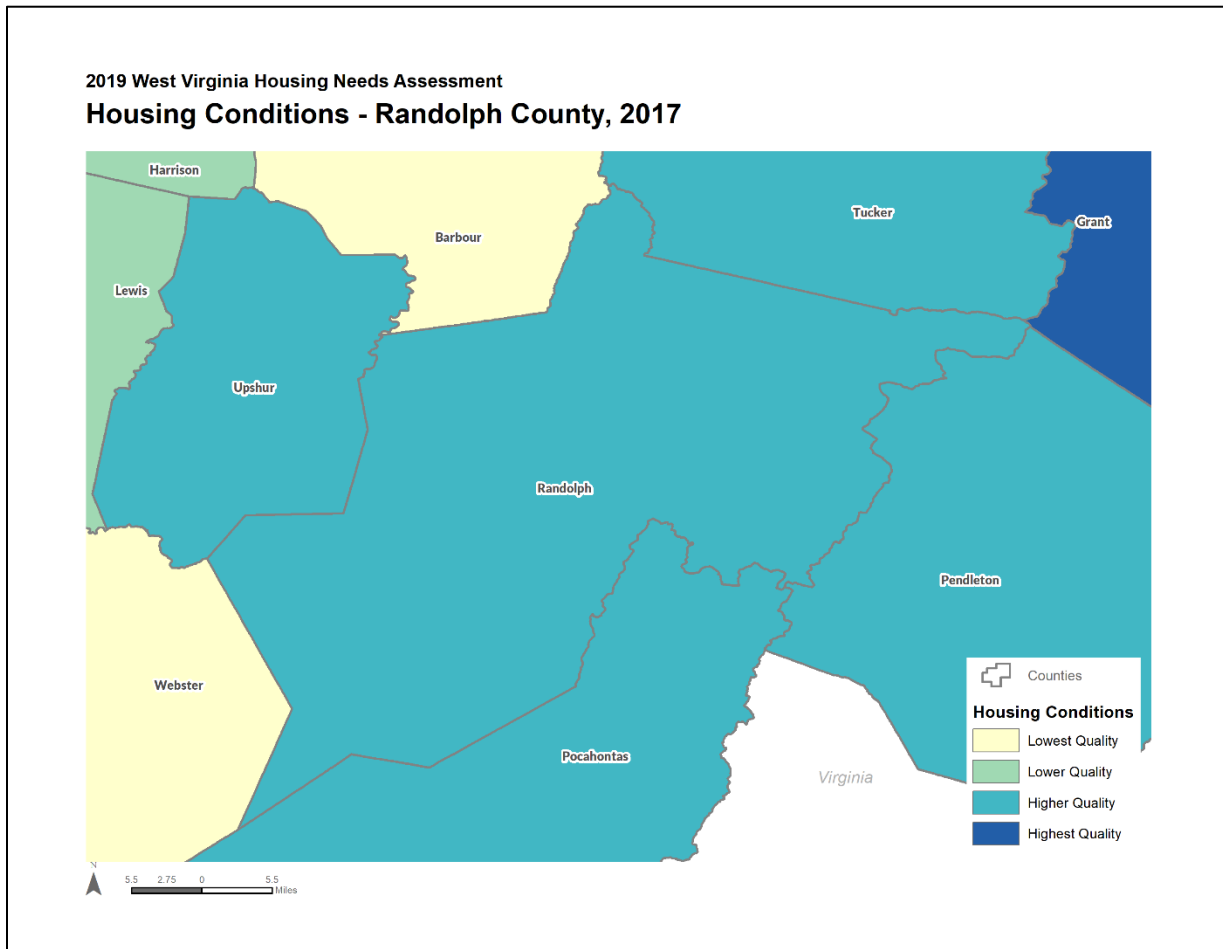 2019 West Virginia Housing Needs Assessment
Housing Conditions - Randolph County, 2017
Harrison
Barbour
Tucker
Grant
Lewis
Upshur
Randolph
Pendleton
Webster
Pocahontas
Virginia
Counties
Housing Conditions
Lowest Quality
Lower Quality
Higher Quality
Highest Quality
N
5.5 2.75 0 5.5
Miles